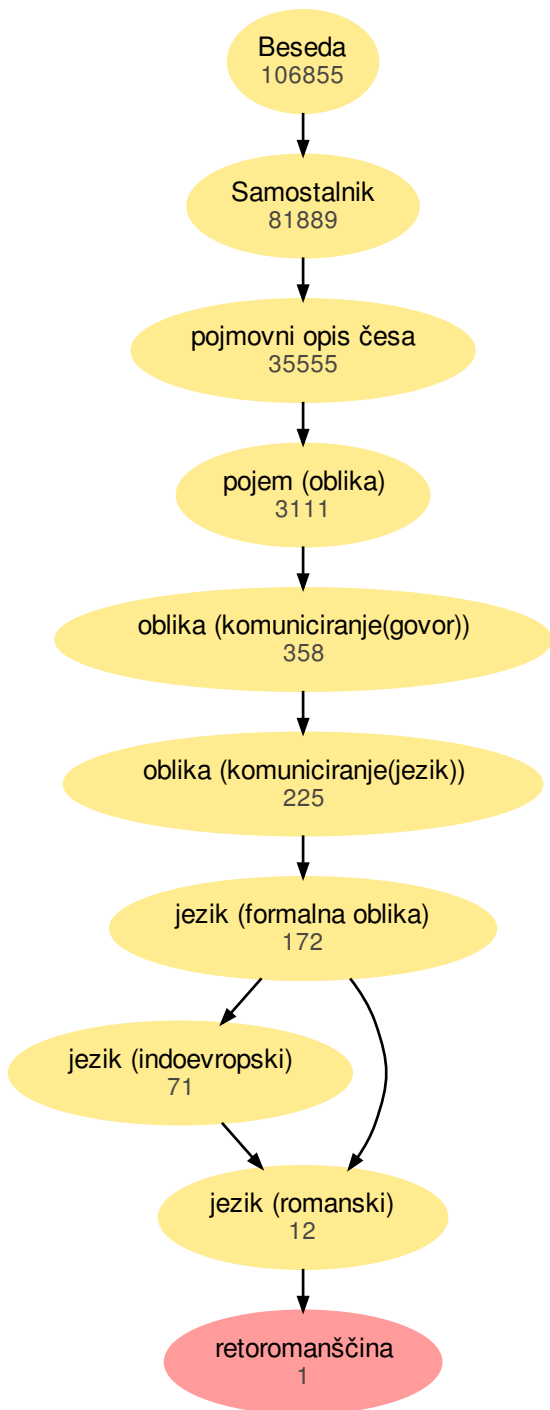 Beseda
106855
Samostalnik
81889
pojmovni opis česa
35555
pojem (oblika)
3111
oblika (komuniciranje(govor))
358
oblika (komuniciranje(jezik))
225
jezik (formalna oblika)
172
jezik (indoevropski)
71
jezik (romanski)
12
retoromanščina
1